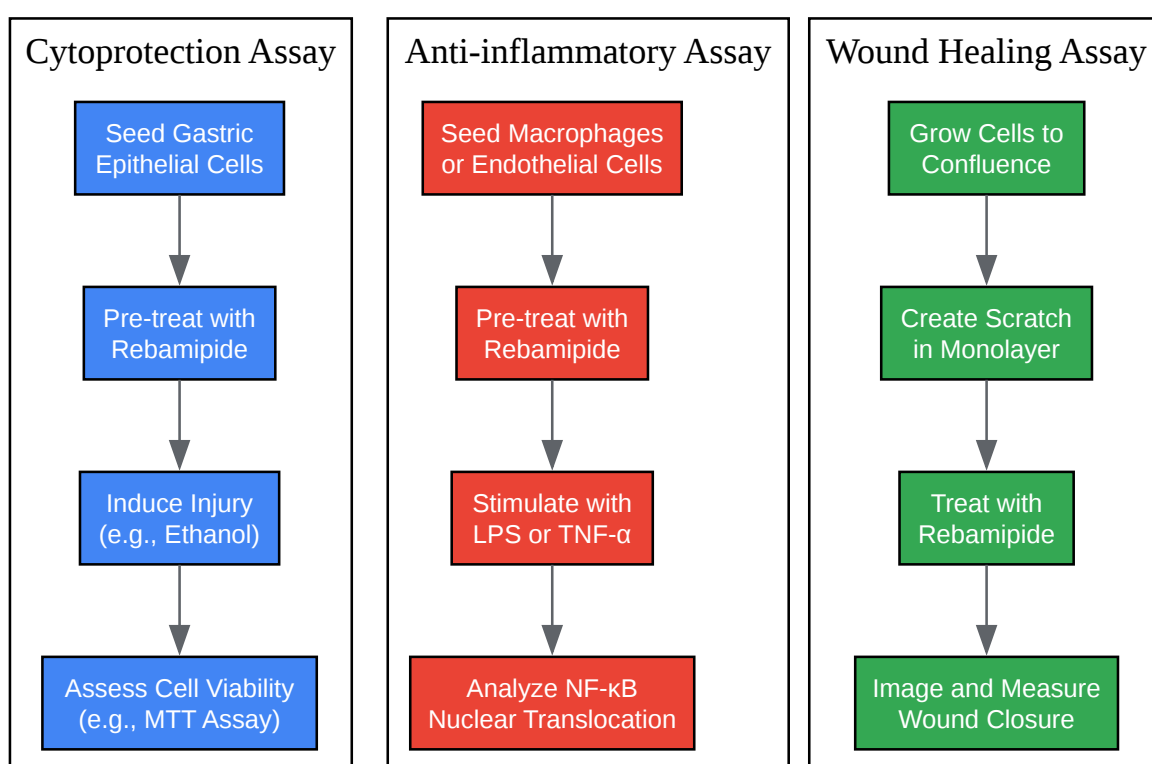 Cytoprotection Assay
Seed Gastric
Epithelial Cells
Pre-treat with
Rebamipide
Induce Injury
(e.g., Ethanol)
Assess Cell Viability
(e.g., MTT Assay)
Anti-inflammatory Assay
Seed Macrophages
or Endothelial Cells
Pre-treat with
Rebamipide
Stimulate with
LPS or TNF-α
Analyze NF-κB
Nuclear Translocation
Wound Healing Assay
Grow Cells to
Confluence
Create Scratch
in Monolayer
Treat with
Rebamipide
Image and Measure
Wound Closure